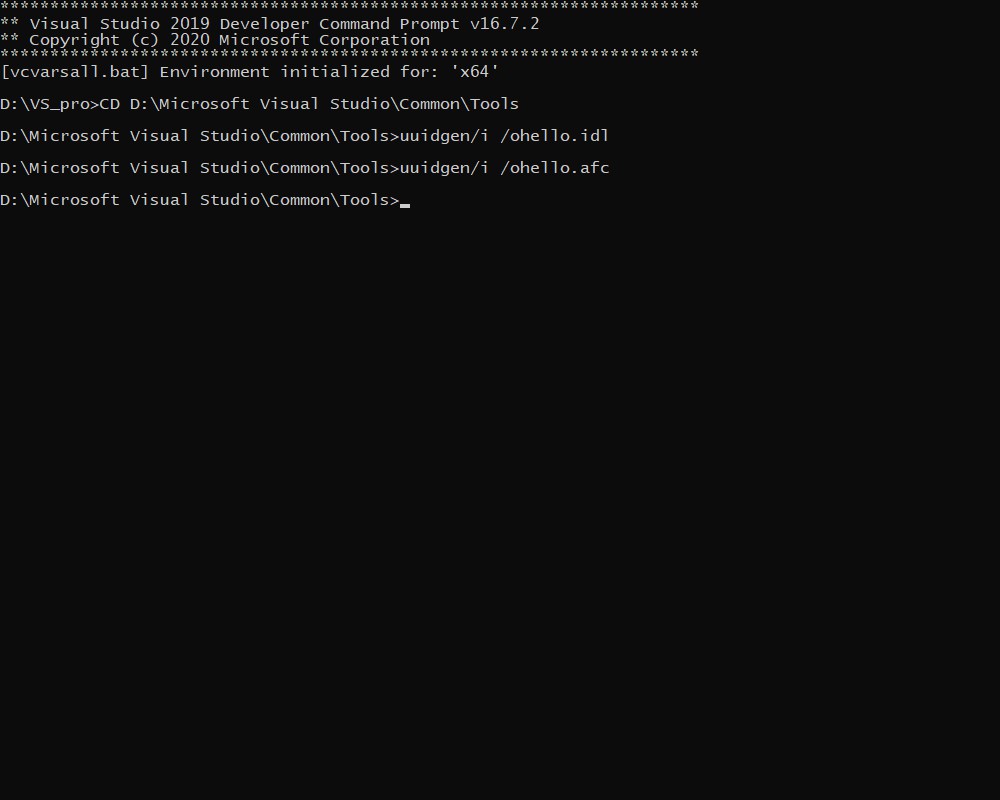 **********************************************************************
** Visual Studio 2019 Developer Command Prompt v16.7.2
** Copyright (c) 2020 Microsoft Corporation
**********************************************************************
[vcvarsall.bat] Environment initialized for: 'x64'
D:\VS_pro>CD D:\Microsoft Visual Studio\Common\Tools
D:\Microsoft Visual Studio\Common\Tools>uuidgen/i /ohello.idl
D:\Microsoft Visual Studio\Common\Tools>uuidgen/i /ohello.afc
D:\Microsoft Visual Studio\Common\Tools>